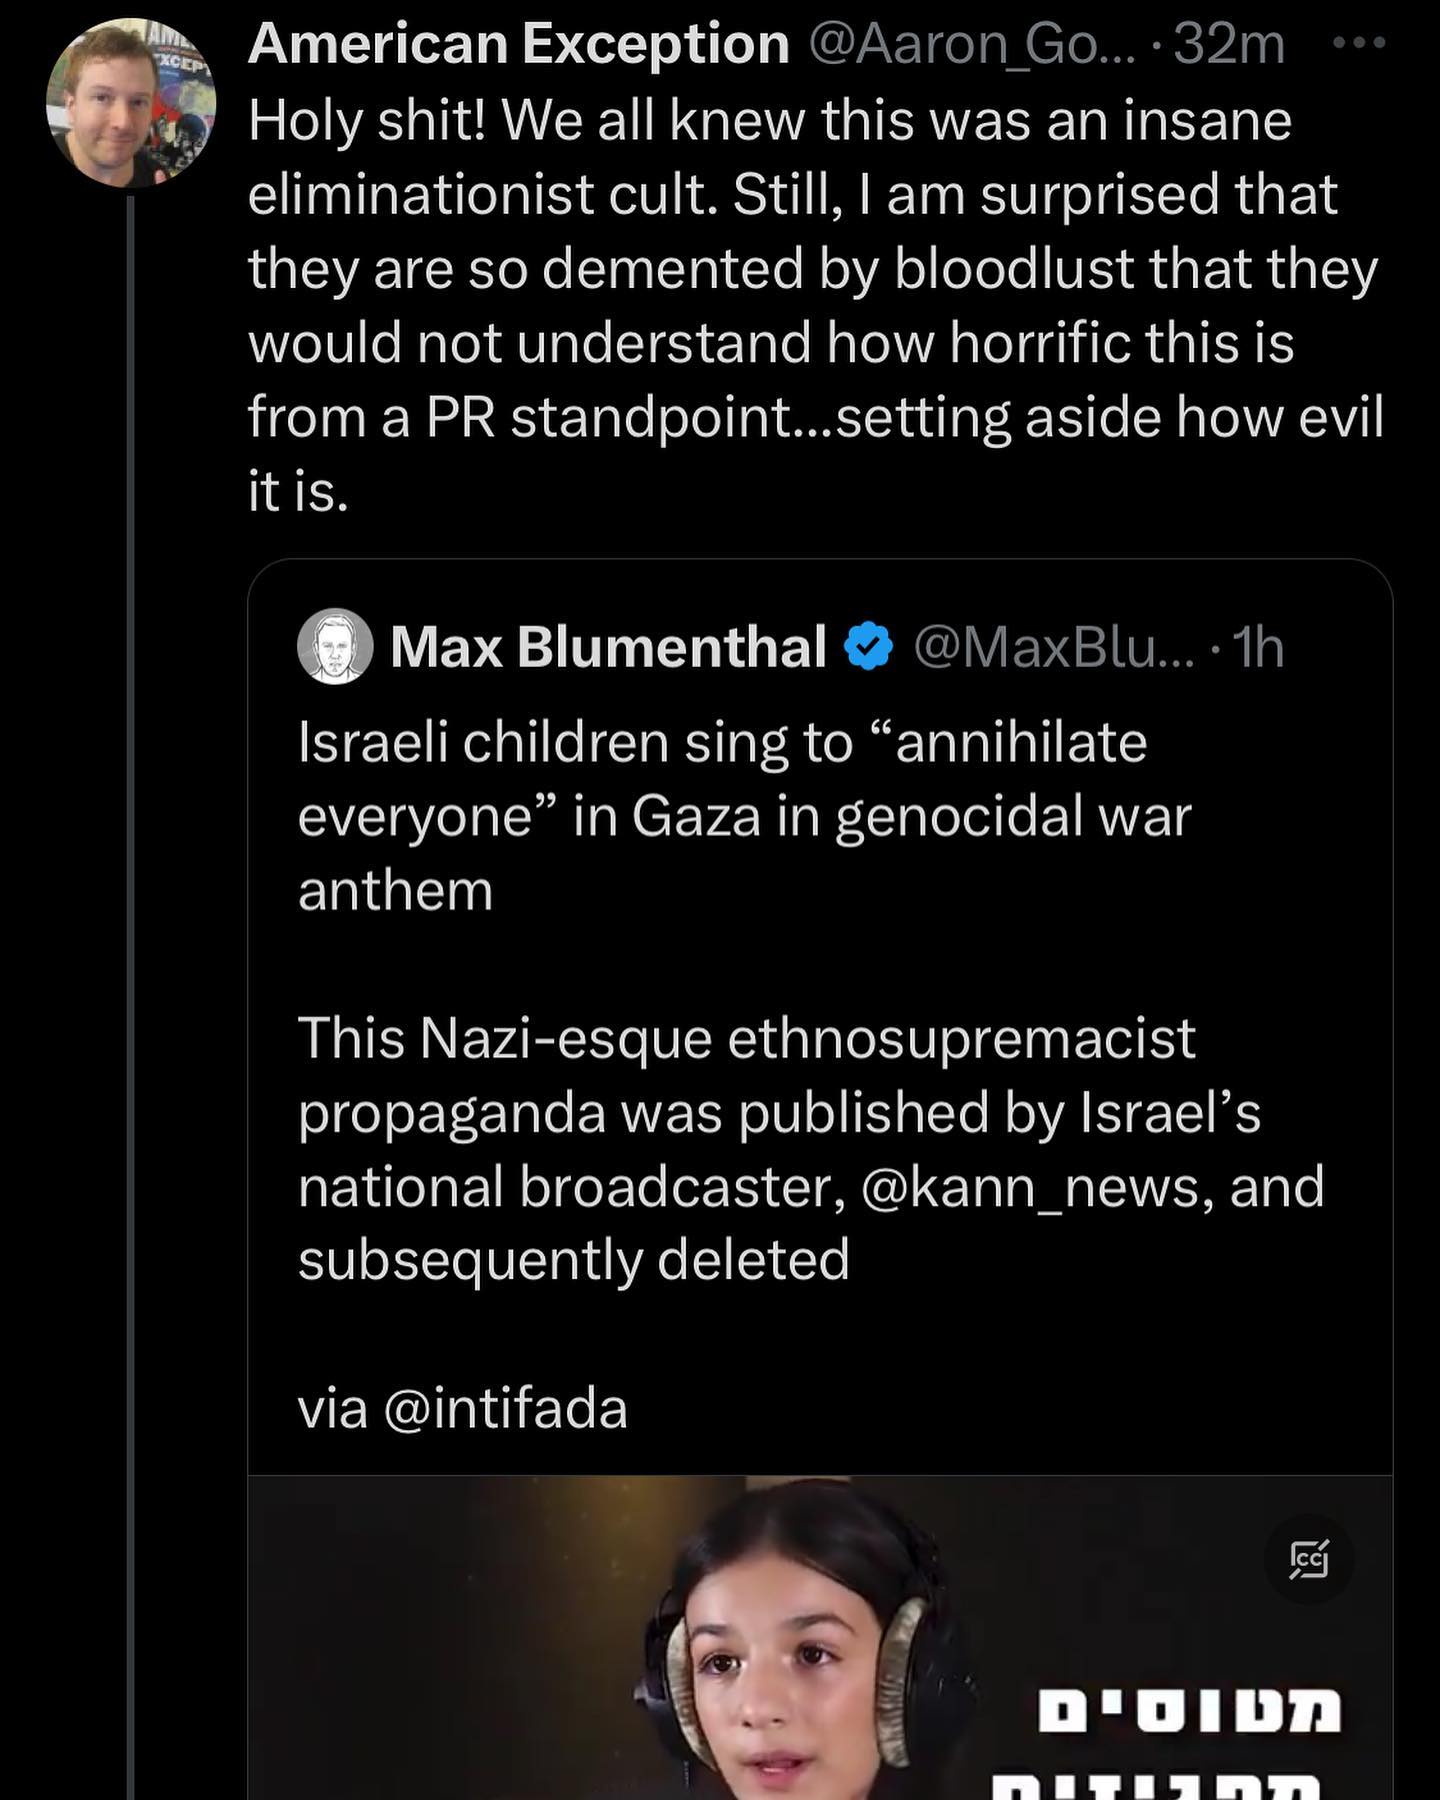 American Exception @Aaron_Go... · 32m
Holy shit! We all knew this was an insane
eliminationist cult. Still, I am surprised that
they are so demented by bloodlust that they
would not understand how horrific this is
from a PR standpoint...setting aside how evil
it is.
Max Blumenthal @MaxBlu... · 1h
Israeli children sing to “annihilate
everyone” in Gaza in genocidal war
anthem
This Nazi-esque ethnosupremacist
propaganda was published by Israel’s
national broadcaster, @kann_news, and
subsequently deleted
via @intifada
מטוסים